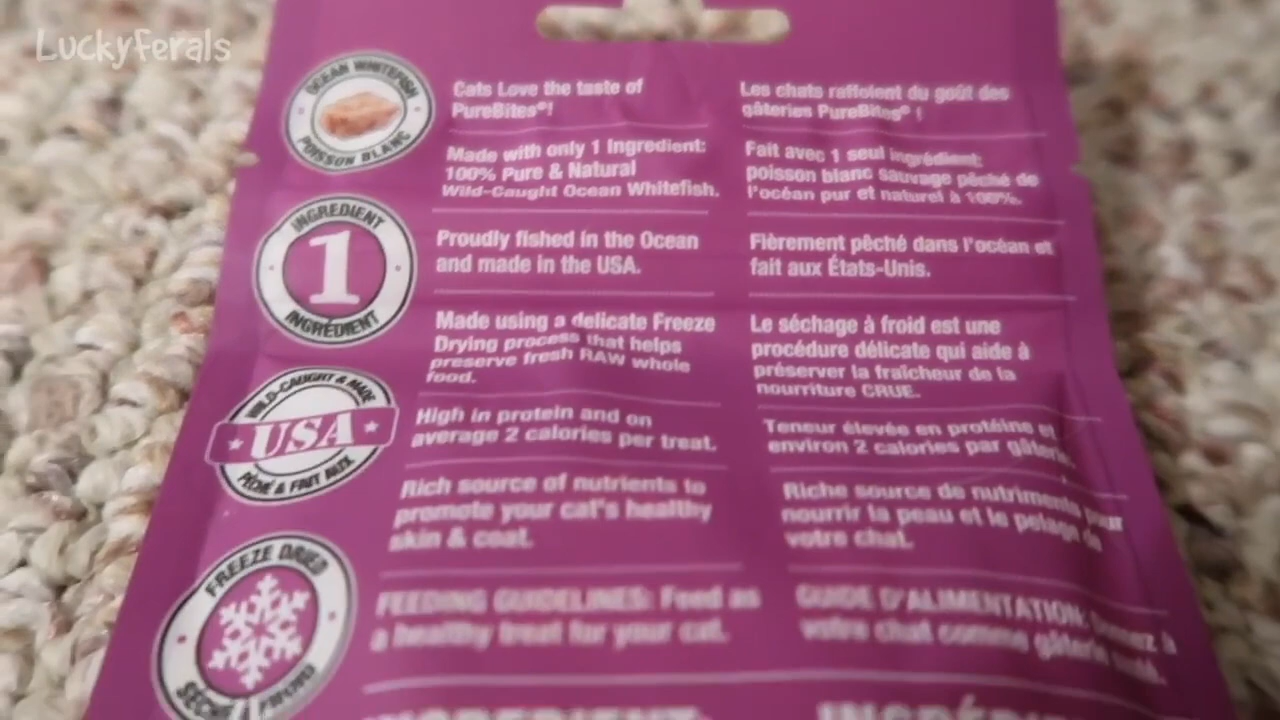 LuckyFerals
OCEAN WHITEFISH
POISSON BLANC
Cats Love the taste of
PureBites®!
Made with only 1 Ingredient:
100% Pure & Natural
Wild-Caught Ocean Whitefish.
INGREDIENT
1
INGRÉDIENT
Proudly fished in the Ocean
and made in the USA.
Made using a delicate Freeze
Drying process that helps
preserve fresh RAW whole
food.
WILD-CAUGHT & MADE
USA
PÊCHÉ & FAIT AUX
High in protein and on
average 2 calories per treat.
Rich source of nutrients to
promote your cat's healthy
skin & coat.
FREEZE DRIED
SÉCHÉ À FROID
FEEDING GUIDELINES: Feed as
a healthy treat for your cat.
Les chats raffolent du goût des
gâteries PureBites® !
Fait avec 1 seul ingrédient:
poisson blanc sauvage pêché de
l'océan pur et naturel à 100%.
Fièrement pêché dans l'océan et
fait aux États-Unis.
Le séchage à froid est une
procédure délicate qui aide à
préserver la fraîcheur de la
nourriture CRUE.
Teneur élevée en protéine et
environ 2 calories par gâterie.
Riche source de nutriments pour
nourrir la peau et le pelage de
votre chat.
GUIDE D'ALIMENTATION: Donnez à
votre chat comme gâterie santé.